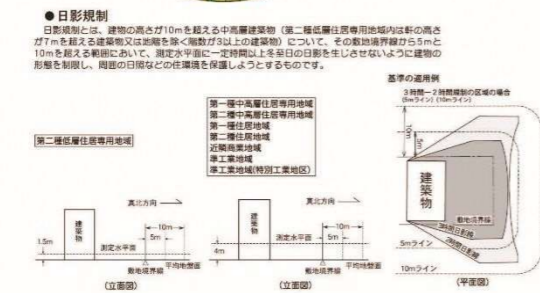 ●日影規制
日影規制とは、建物の高さが10mを超える中高層建築物（第二種低層住居専用地域内は軒の高さ
が7mを超える建築物又は地階を除く階数が3以上の建築物）について、その敷地境界線から5mと
10mを超える範囲において、測定水平面に一定時間以上冬至日の日影を生じさせないように建物の
形態を制限し、周囲の日照などの住環境を保護しようとするものです。
基準の適用例
3時間ー2時間規制の区域の場合
(5mライン) (10mライン)
第二種低層住居専用地域
第一種中高層住居専用地域
第二種中高層住居専用地域
第一種住居地域
第二種住居地域
近隣商業地域
準工業地域
準工業地域(特別工業地区)
真北方向
建築物
10m
5m
測定水平面
1.5m
敷地境界線
平均地盤面
(立面図)
真北方向
建築物
10m
5m
測定水平面
4m
敷地境界線
平均地盤面
(立面図)
10m
5m
建築物
敷地境界線
3時間日影線
2時間日影線
5mライン
10mライン
(平面図)